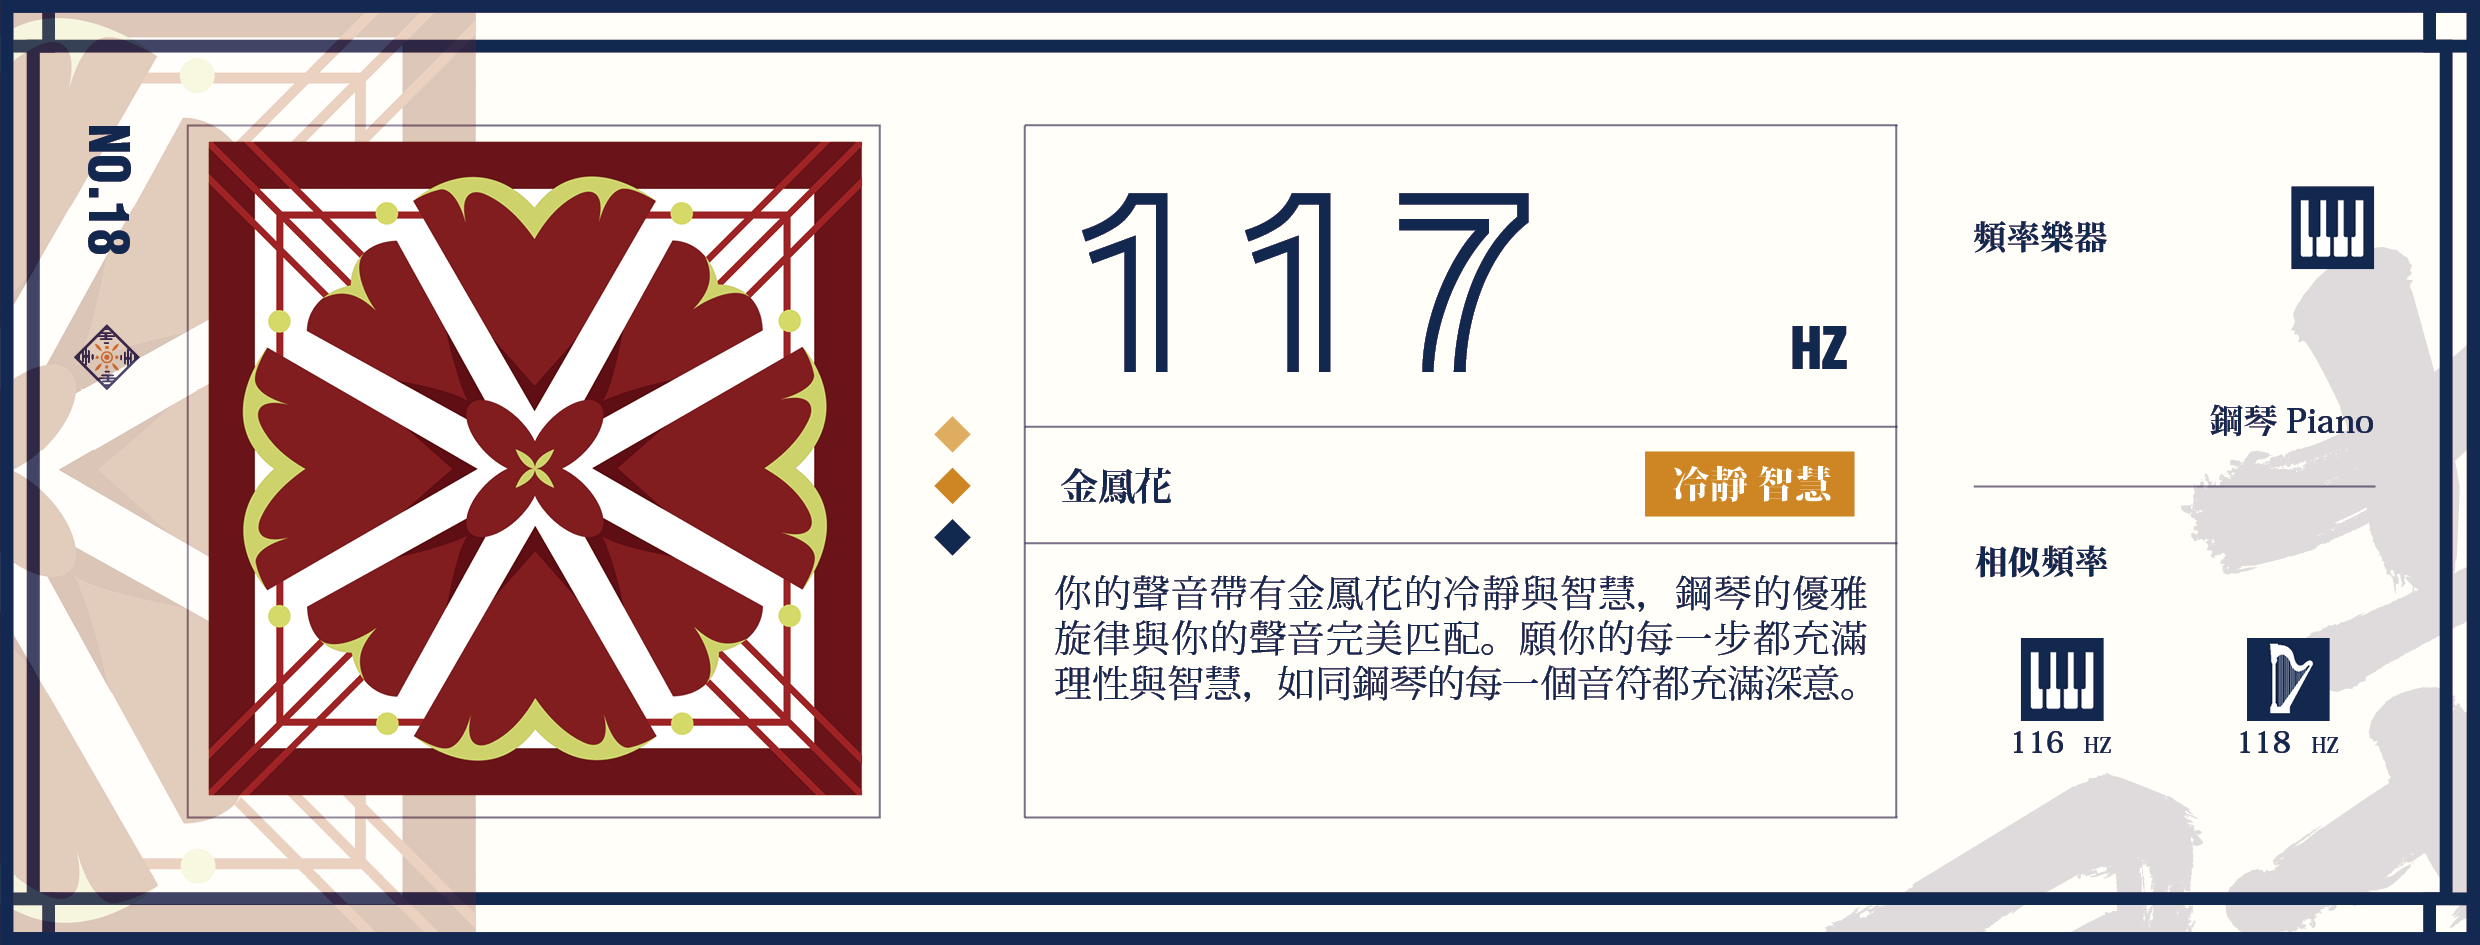 NO.18
117
HZ
金鳳花
冷靜 智慧
你的聲音帶有金鳳花的冷靜與智慧，鋼琴的優雅
旋律與你的聲音完美匹配。願你的每一步都充滿
理性與智慧，如同鋼琴的每一個音符都充滿深意。
頻率樂器
鋼琴 Piano
相似頻率
116 HZ
118 HZ